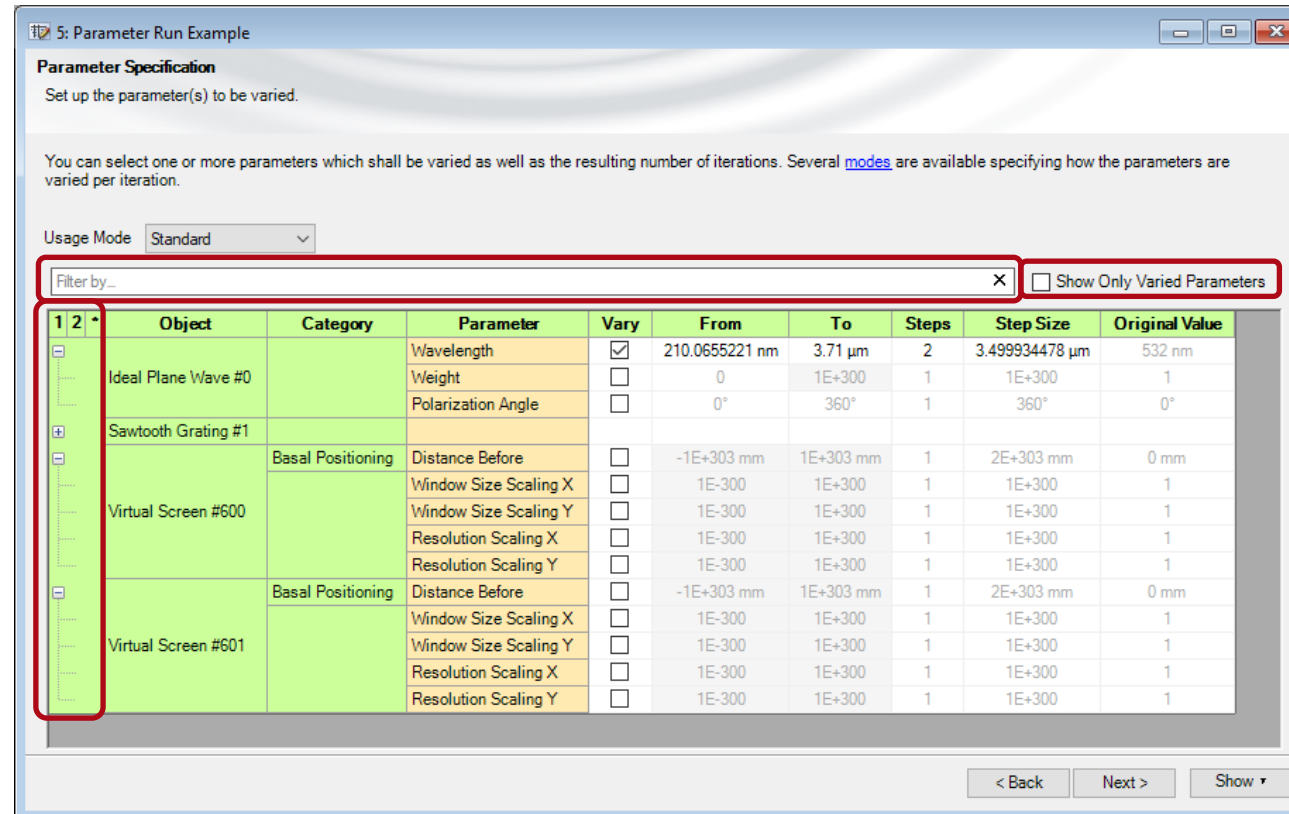 5: Parameter Run Example
Parameter Specification
Set up the parameter(s) to be varied.
You can select one or more parameters which shall be varied as well as the resulting number of iterations. Several modes are available specifying how the parameters are
varied per iteration.
Usage Mode Standard
Filter by... × Show Only Varied Parameters
1 2 * Object Category Parameter Vary From To Steps Step Size Original Value
Wavelength 210.0655221 nm 3.71 µm 2 3.499934478 µm 532 nm
Ideal Plane Wave #0 Weight 0 1E+300 1 1E+300 1
Polarization Angle 0° 360° 1 360° 0°
Sawtooth Grating #1
Basal Positioning Distance Before -1E+303 mm 1E+303 mm 1 2E+303 mm 0 mm
Window Size Scaling X 1E-300 1E+300 1 1E+300 1
Virtual Screen #600 Window Size Scaling Y 1E-300 1E+300 1 1E+300 1
Resolution Scaling X 1E-300 1E+300 1 1E+300 1
Resolution Scaling Y 1E-300 1E+300 1 1E+300 1
Basal Positioning Distance Before -1E+303 mm 1E+303 mm 1 2E+303 mm 0 mm
Window Size Scaling X 1E-300 1E+300 1 1E+300 1
Virtual Screen #601 Window Size Scaling Y 1E-300 1E+300 1 1E+300 1
Resolution Scaling X 1E-300 1E+300 1 1E+300 1
Resolution Scaling Y 1E-300 1E+300 1 1E+300 1
< Back Next > Show